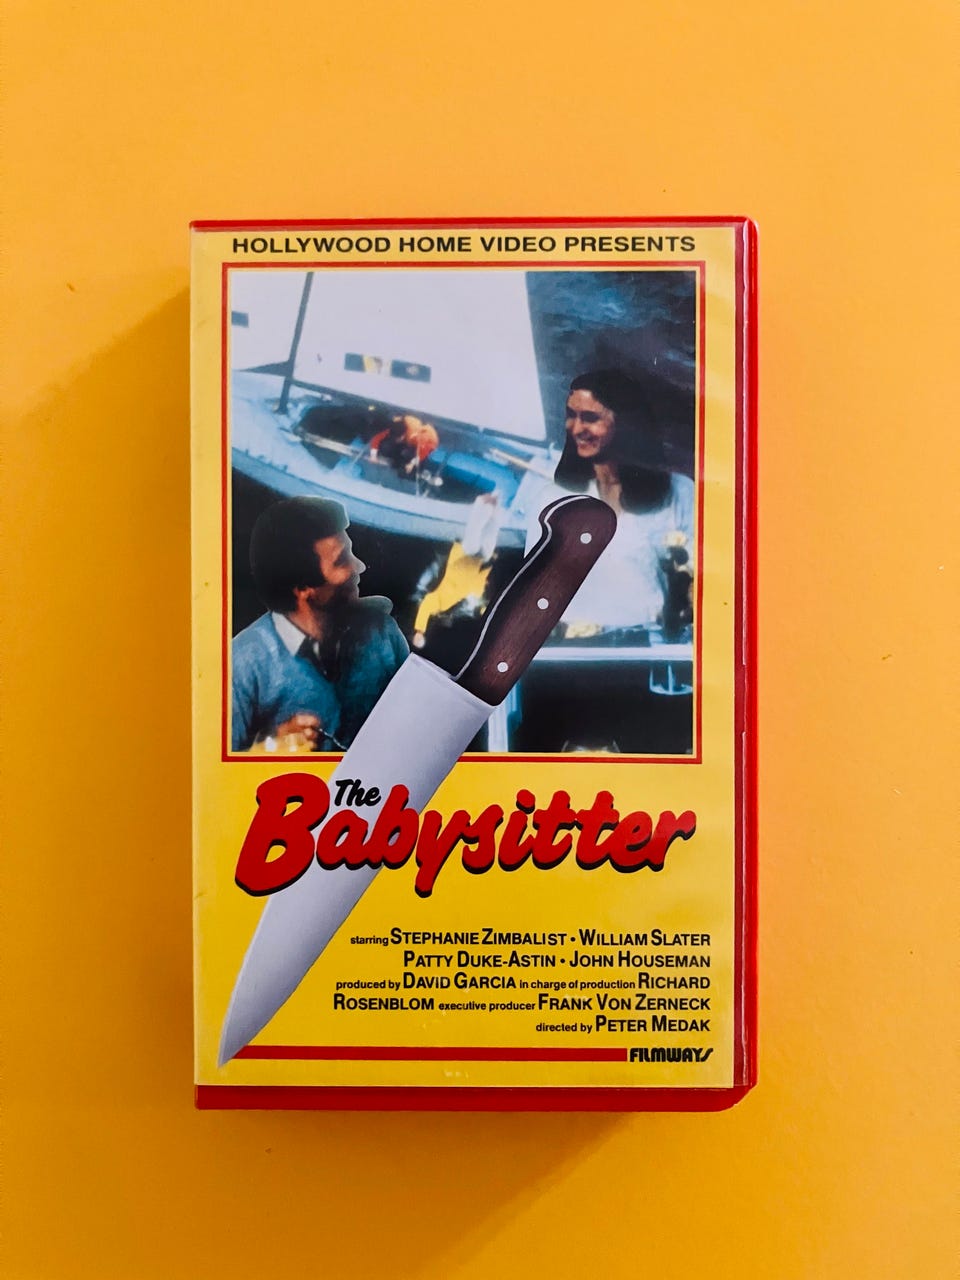 HOLLYWOOD HOME VIDEO PRESENTS
The
Babysitter
starring STEPHANIE ZIMBALIST • WILLIAM SLATER
PATTY DUKE-ASTIN • JOHN HOUSEMAN
produced by DAVID GARCIA in charge of production RICHARD
ROSENBLOM executive producer FRANK VON ZERNECK
directed by PETER MEDAK
FILMWAYS